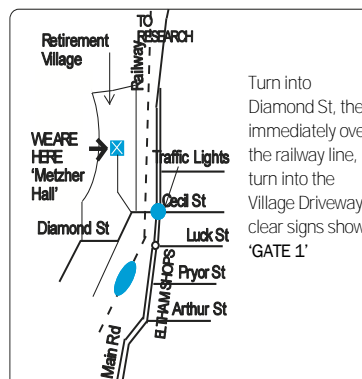 TO
RESEARCH
Retirement
Village
Railway
WE ARE
HERE
'Metzher
Hall'
Traffic Lights
Cecil St
Diamond St
Luck St
Pryor St
Arthur St
ELTHAM SHOPS
Main Rd
Turn into
Diamond St, the
immediately ove
the railway line,
turn into the
Village Driveway
clear signs show
'GATE 1'